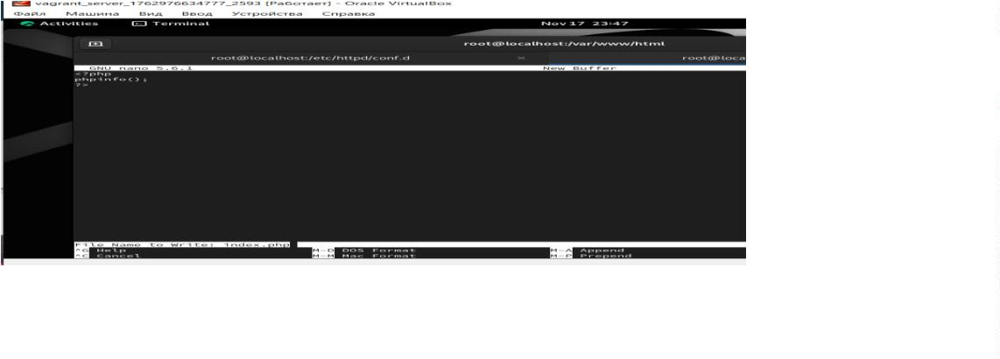 vagrant_server_1762976634777_2593 [Работает] - Oracle VirtualBox
Файл Машина Вид Ввод Устройства Справка
Activities Terminal Nov 17 23:47
root@localhost:/var/www/html
root@localhost:/etc/httpd/conf.d × root@loca
GNU nano 5.6.1 New Buffer
<?php
phpinfo();
?>
File Name to Write: index.php
^G Help M-D DOS Format M-A Append
^C Cancel M-M Mac Format M-P Prepend